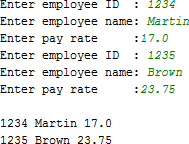 Enter employee ID  : 1234
Enter employee name: Martin
Enter pay rate     :17.0
Enter employee ID  : 1235
Enter employee name: Brown
Enter pay rate     :23.75

1234 Martin 17.0
1235 Brown 23.75